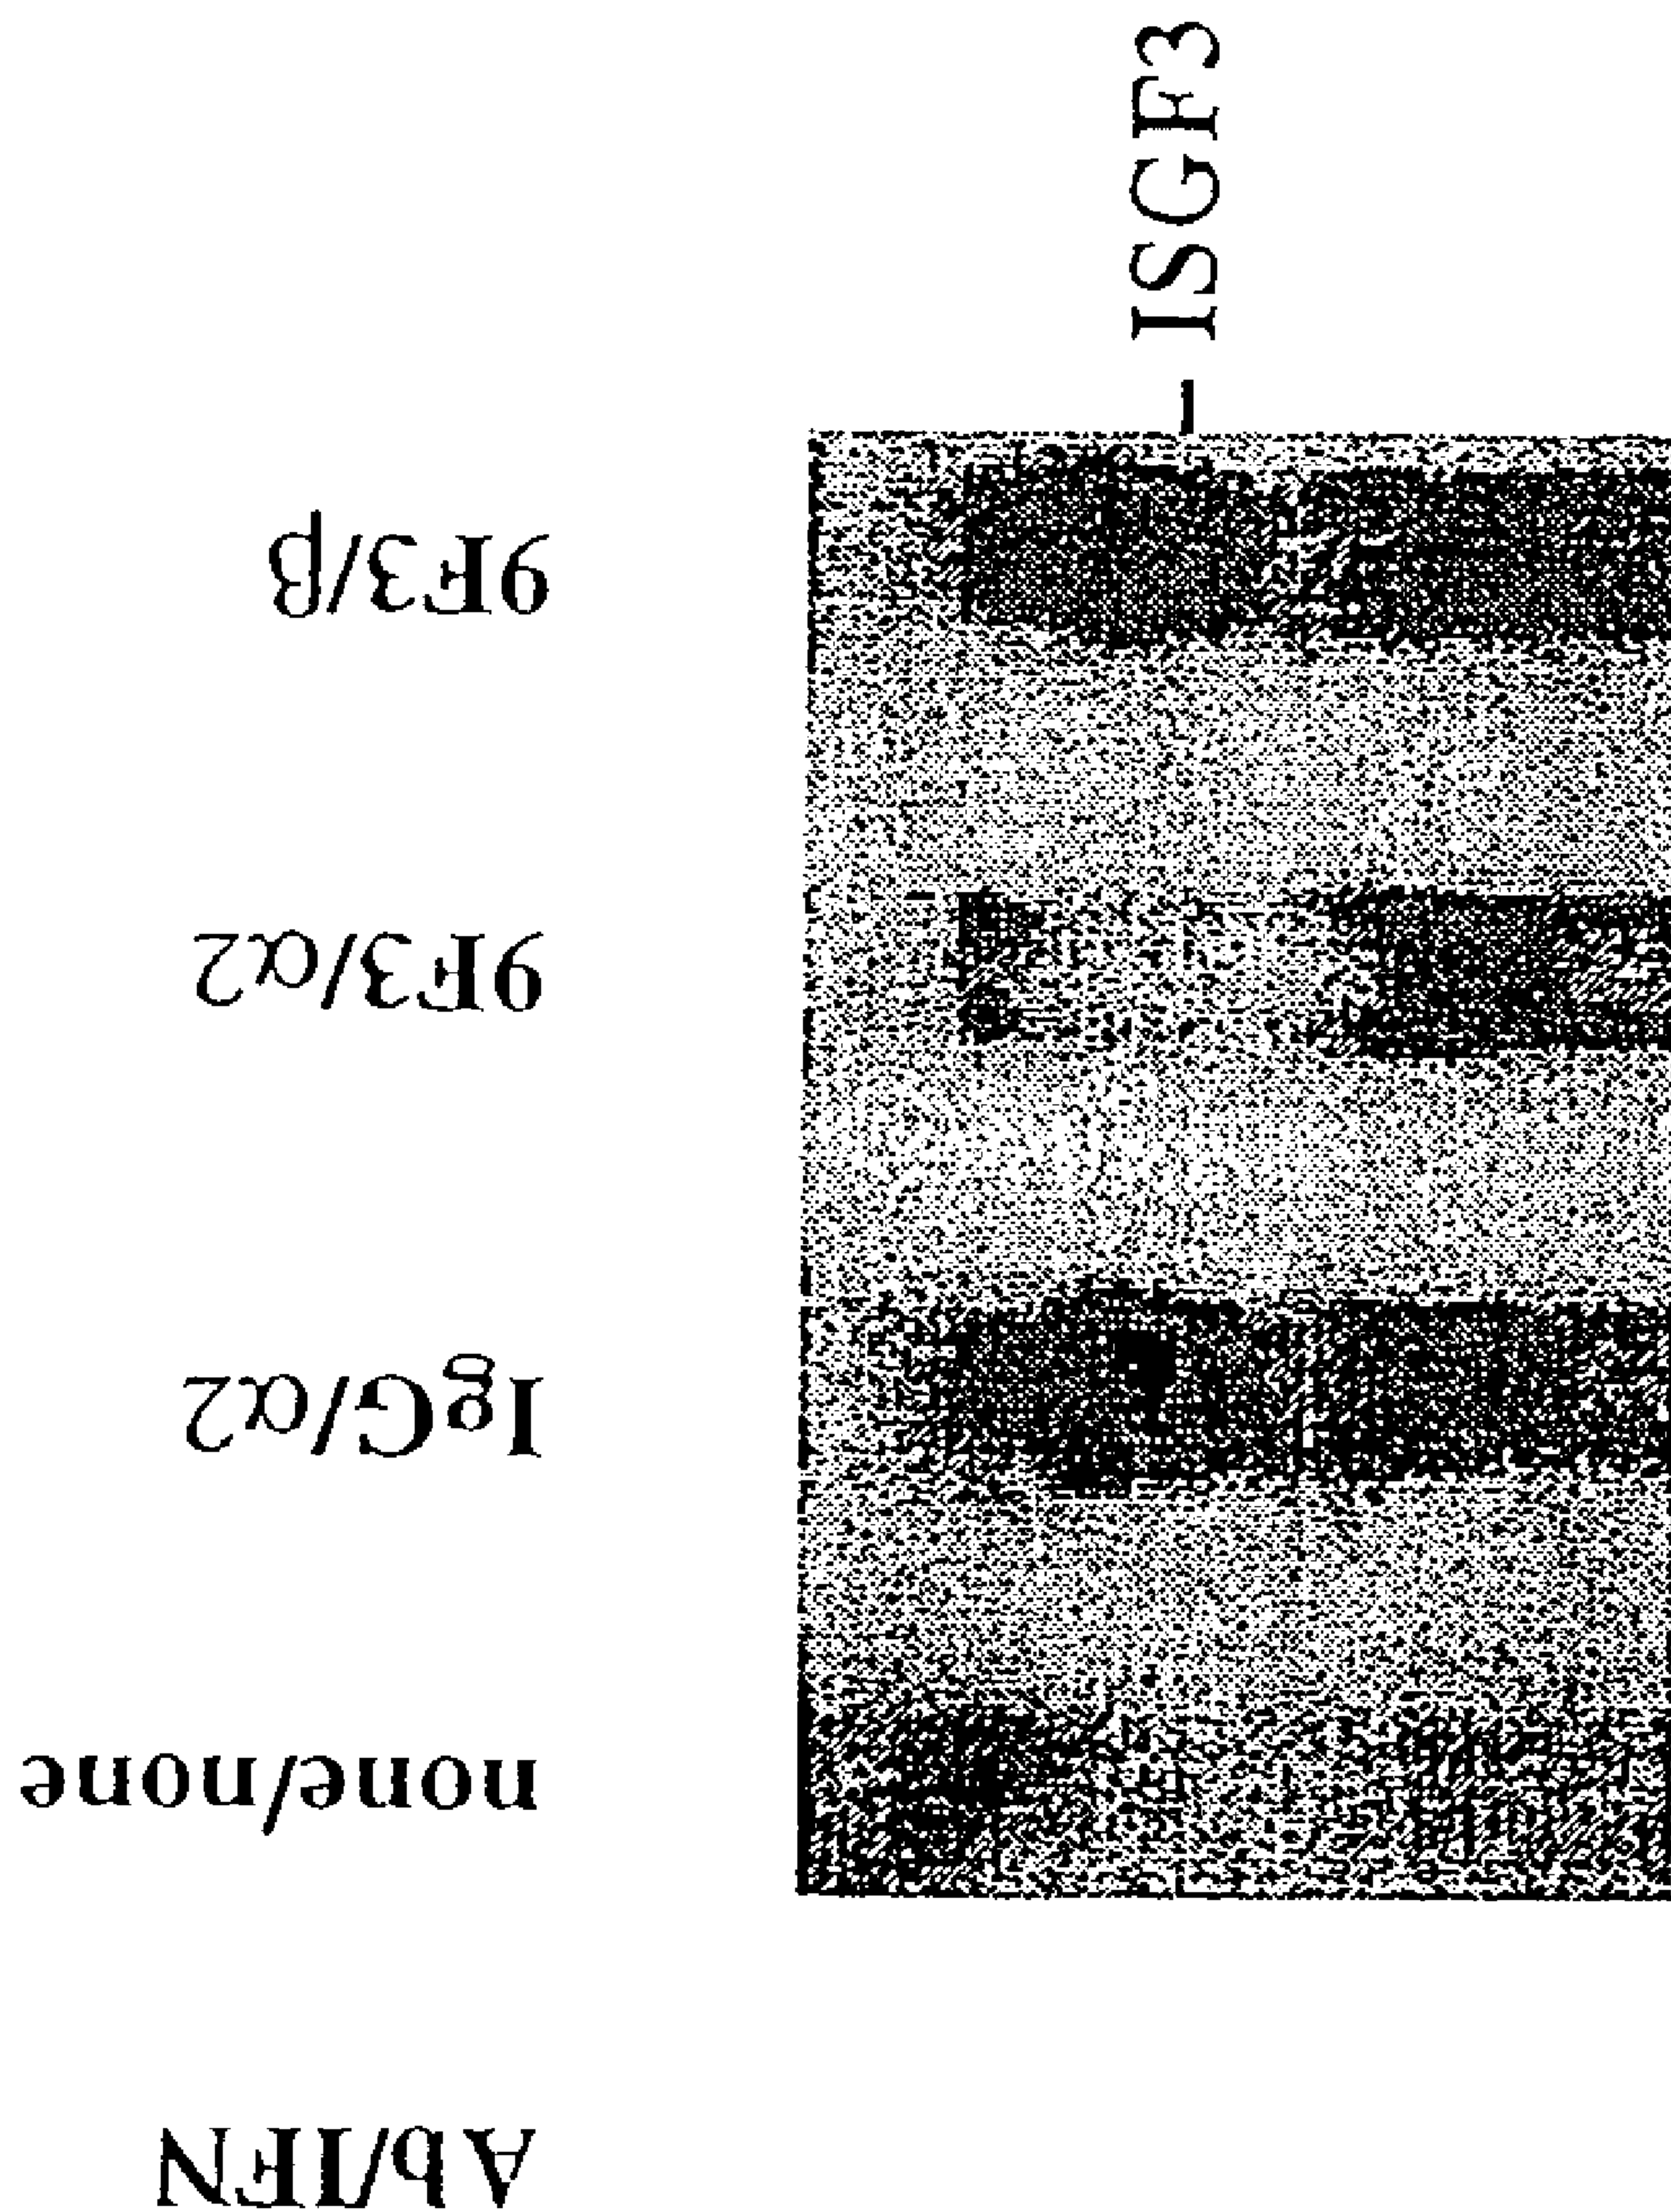 Ab/IFN
none/none
IgG/α2
9F3/α2
9F3/β
ISGF3